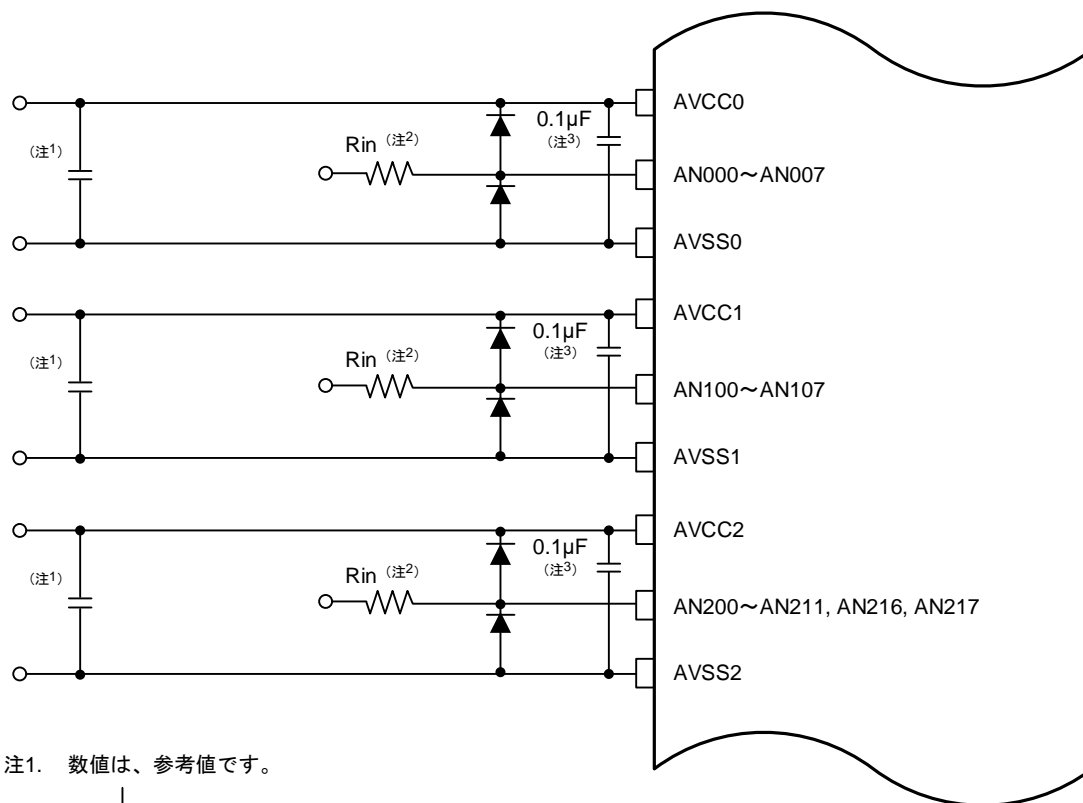 AVCC0
0.1µF
(注3)
(注1)
Rin (注2)
AN000～AN007
AVSS0
AVCC1
0.1µF
(注3)
(注1)
Rin (注2)
AN100～AN107
AVSS1
AVCC2
0.1µF
(注3)
(注1)
Rin (注2)
AN200～AN211, AN216, AN217
AVSS2
注1. 数値は、参考値です。